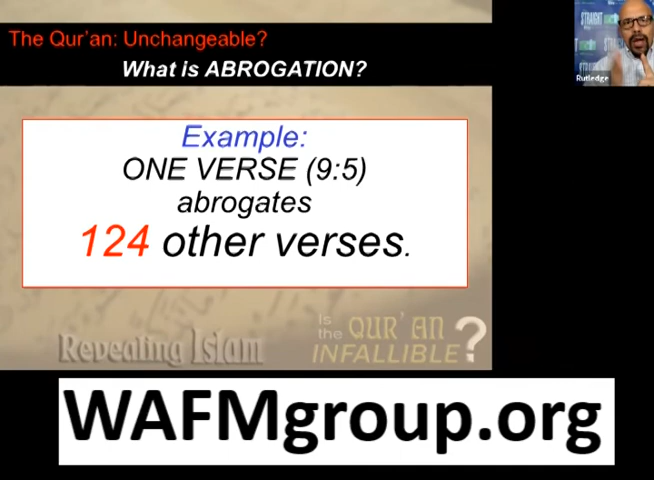 The Qur'an: Unchangeable?
What is ABROGATION?
Example:
ONE VERSE (9:5)
abrogates
124 other verses.
Revealing Islam
Is
the QUR'AN
INFALLIBLE?
WAFMgroup.org
STRAIGHT
Rutledge